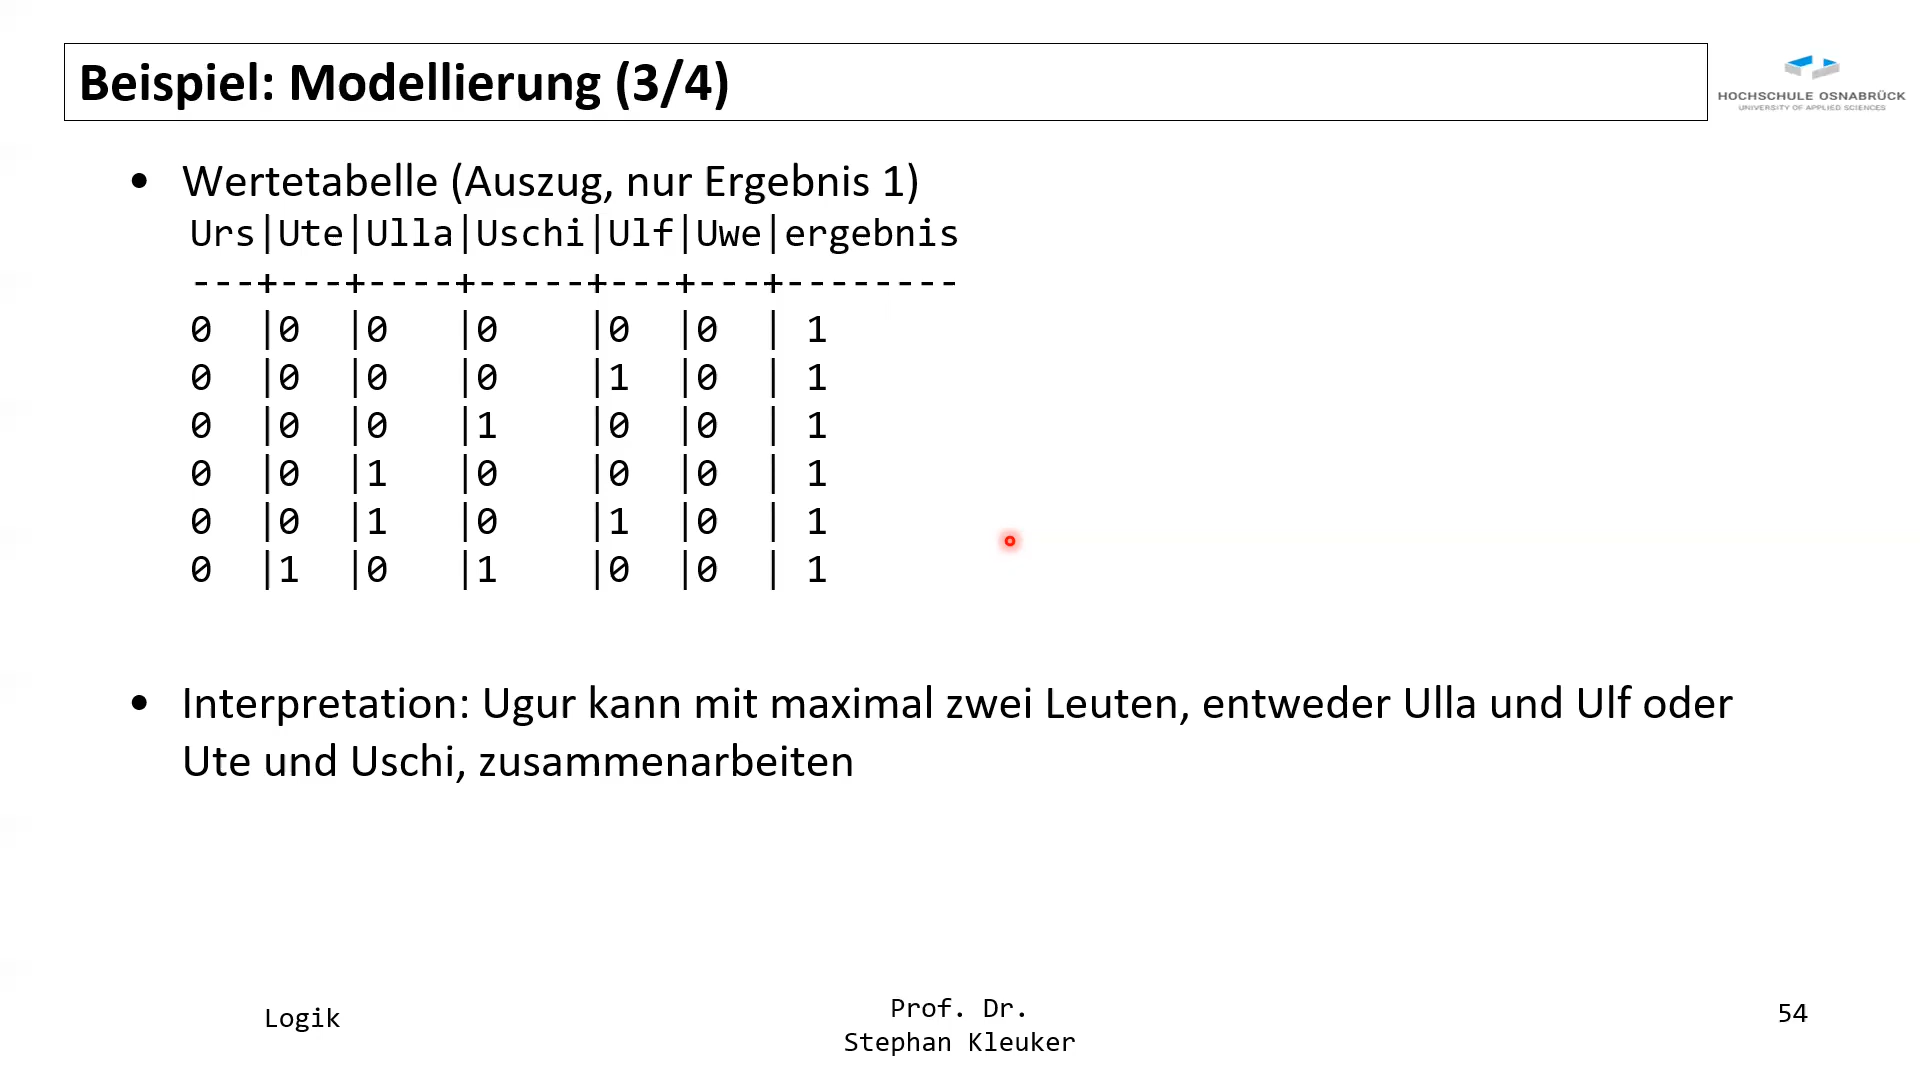 Beispiel: Modellierung (3/4)
HOCHSCHULE OSNABRÜCK
UNIVERSITY OF APPLIED SCIENCES
• Wertetabelle (Auszug, nur Ergebnis 1)
Urs|Ute|Ulla|Uschi|Ulf|Uwe|ergebnis
---+---+----+-----+---+---+--------
0  |0  |0   |0    |0  |0  | 1
0  |0  |0   |0    |1  |0  | 1
0  |0  |0   |1    |0  |0  | 1
0  |0  |1   |0    |0  |0  | 1
0  |0  |1   |0    |1  |0  | 1
0  |1  |0   |1    |0  |0  | 1
• Interpretation: Ugur kann mit maximal zwei Leuten, entweder Ulla und Ulf oder
Ute und Uschi, zusammenarbeiten
Logik
Prof. Dr.
Stephan Kleuker
54